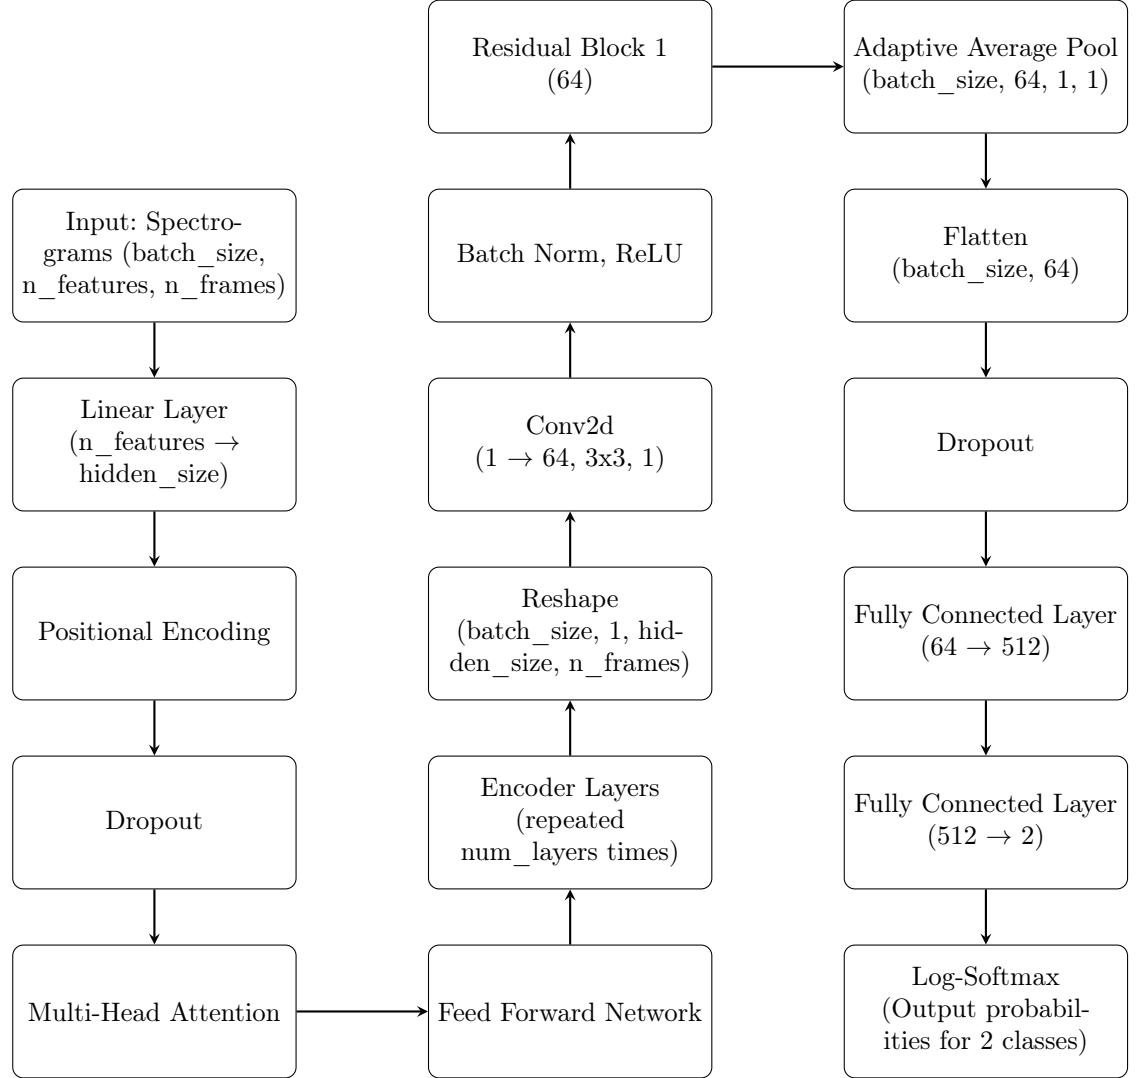 Input: Spectro-
grams (batch_size,
n_features, n_frames)
Linear Layer
(n_features →
hidden_size)
Positional Encoding
Dropout
Multi-Head Attention
Feed Forward Network
Encoder Layers
(repeated
num_layers times)
Reshape
(batch_size, 1, hid-
den_size, n_frames)
Conv2d
(1 → 64, 3x3, 1)
Batch Norm, ReLU
Residual Block 1
(64)
Adaptive Average Pool
(batch_size, 64, 1, 1)
Flatten
(batch_size, 64)
Dropout
Fully Connected Layer
(64 → 512)
Fully Connected Layer
(512 → 2)
Log-Softmax
(Output probabil-
ities for 2 classes)